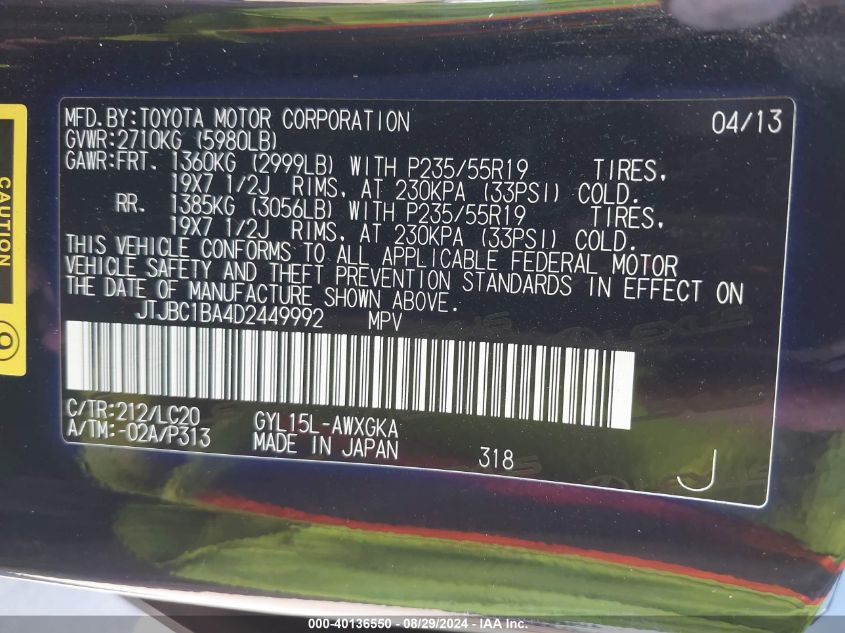 CAUTION
MFD.BY:TOYOTA MOTOR CORPORATION 04/13
GVWR:2710KG (5980LB)
GAWR:FRT. 1360KG (2999LB) WITH P235/55R19 TIRES,
19X7 1/2J RIMS, AT 230KPA (33PSI) COLD.
RR. 1385KG (3056LB) WITH P235/55R19 TIRES,
19X7 1/2J RIMS, AT 230KPA (33PSI) COLD.
THIS VEHICLE CONFORMS TO ALL APPLICABLE FEDERAL MOTOR
VEHICLE SAFETY AND THEFT PREVENTION STANDARDS IN EFFECT ON
THE DATE OF MANUFACTURE SHOWN ABOVE.
JTJBC1BA4D2449992 MPV
C/TR:212/LC20 GYL15L-AWXGKA
A/TM:-02A/P313 MADE IN JAPAN 318 J
000-40136550 - 08/29/2024 - IAA Inc.